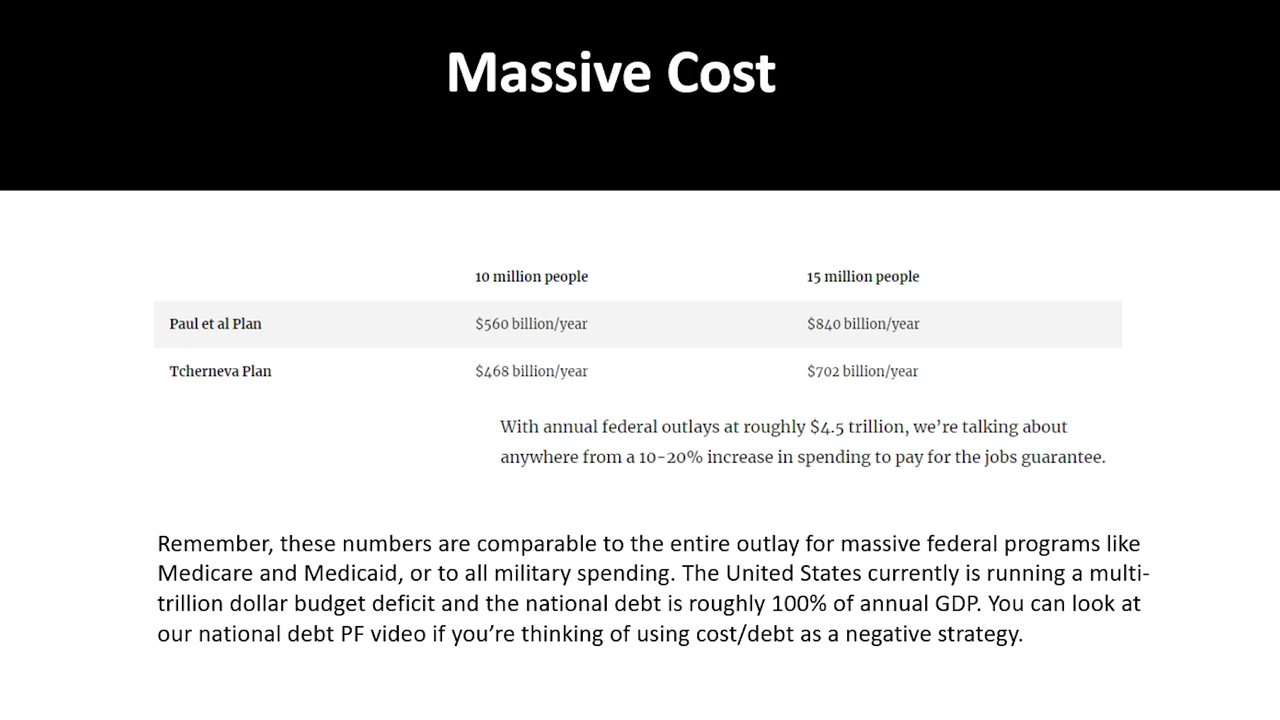 Massive Cost
10 million people 15 million people
Paul et al Plan $560 billion/year $840 billion/year
Tcherneva Plan $468 billion/year $702 billion/year
With annual federal outlays at roughly $4.5 trillion, we’re talking about
anywhere from a 10-20% increase in spending to pay for the jobs guarantee.
Remember, these numbers are comparable to the entire outlay for massive federal programs like
Medicare and Medicaid, or to all military spending. The United States currently is running a multi-
trillion dollar budget deficit and the national debt is roughly 100% of annual GDP. You can look at
our national debt PF video if you’re thinking of using cost/debt as a negative strategy.